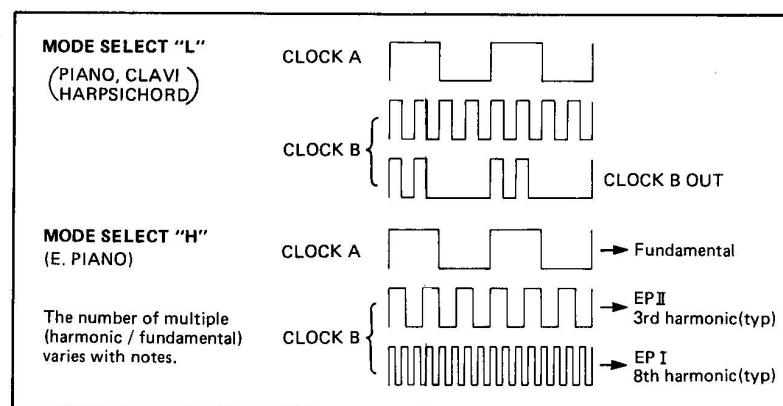 MODE SELECT "L"
(PIANO, CLAVI
HARPSICHORD)
CLOCK A
CLOCK B
CLOCK B OUT
MODE SELECT "H"
(E. PIANO)
CLOCK A
Fundamental
The number of multiple
(harmonic / fundamental)
varies with notes.
CLOCK B
EP II
3rd harmonic(typ)
EP I
8th harmonic(typ)